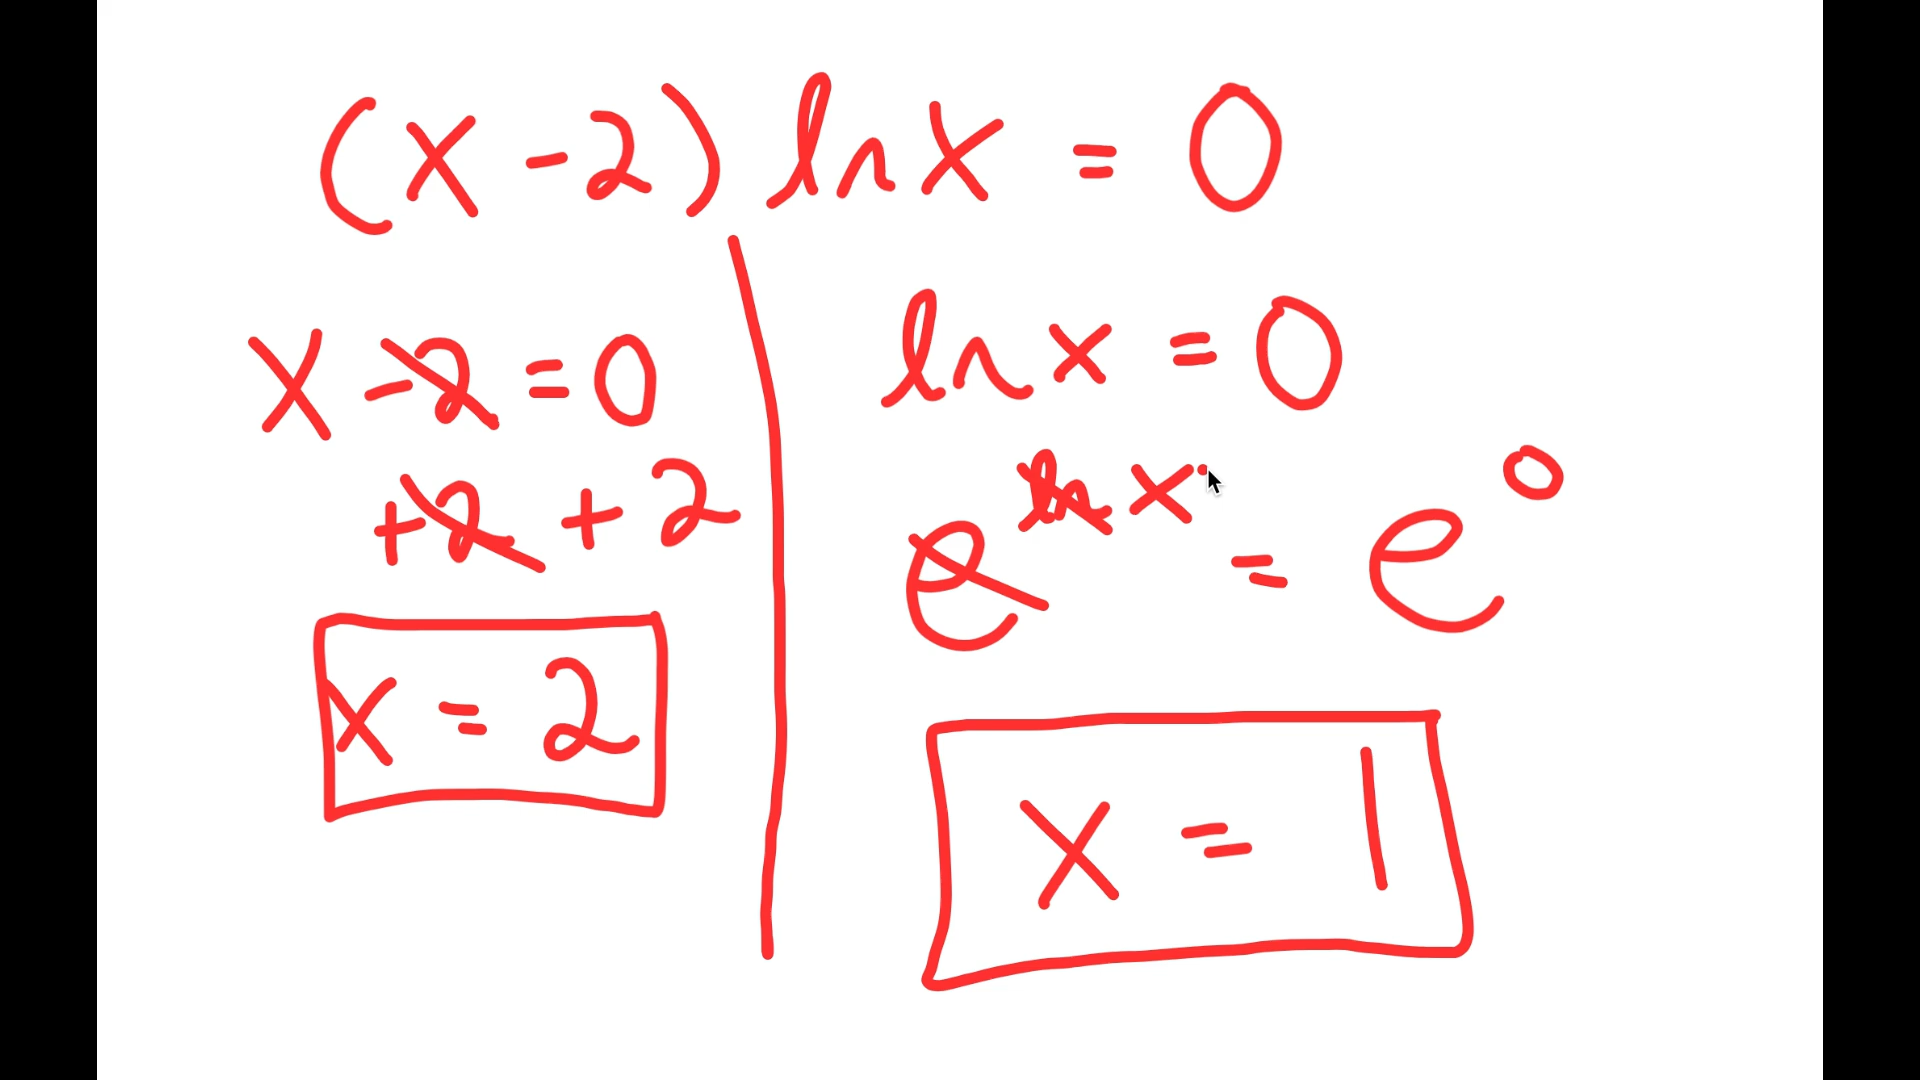 (x-2) ln x = 0
x - 2 = 0
+2 +2
x = 2
ln x = 0
e^ln x = e^0
x = 1